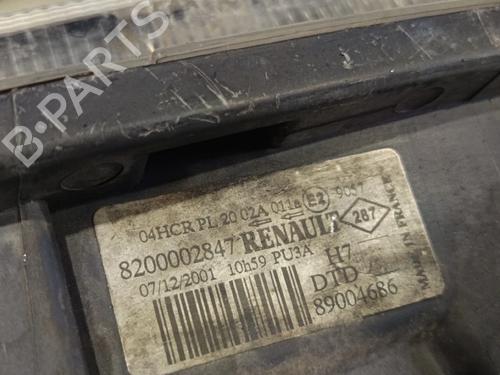 B-PARTS
04HCR PL 20 02A 011a E2 9037
8200002847 RENAULT 287
07/12/2001 10h59 PU3A H7
DTD
89004686
MADE IN FRANCE